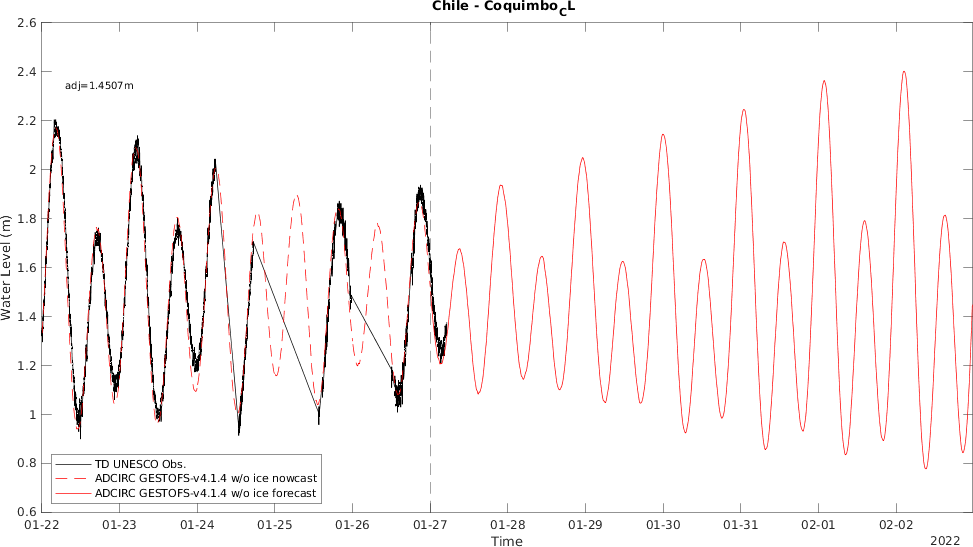 Chile - Coquimbo_CL
2.6
2.4
2.2
2
1.8
1.6
1.4
1.2
1
0.8
0.6
Water Level (m)
adj=1.4507m
TD UNESCO Obs.
ADCIRC GESTOFS-v4.1.4 w/o ice nowcast
ADCIRC GESTOFS-v4.1.4 w/o ice forecast
01-22 01-23 01-24 01-25 01-26 01-27 01-28 01-29 01-30 01-31 02-01 02-02
Time
2022